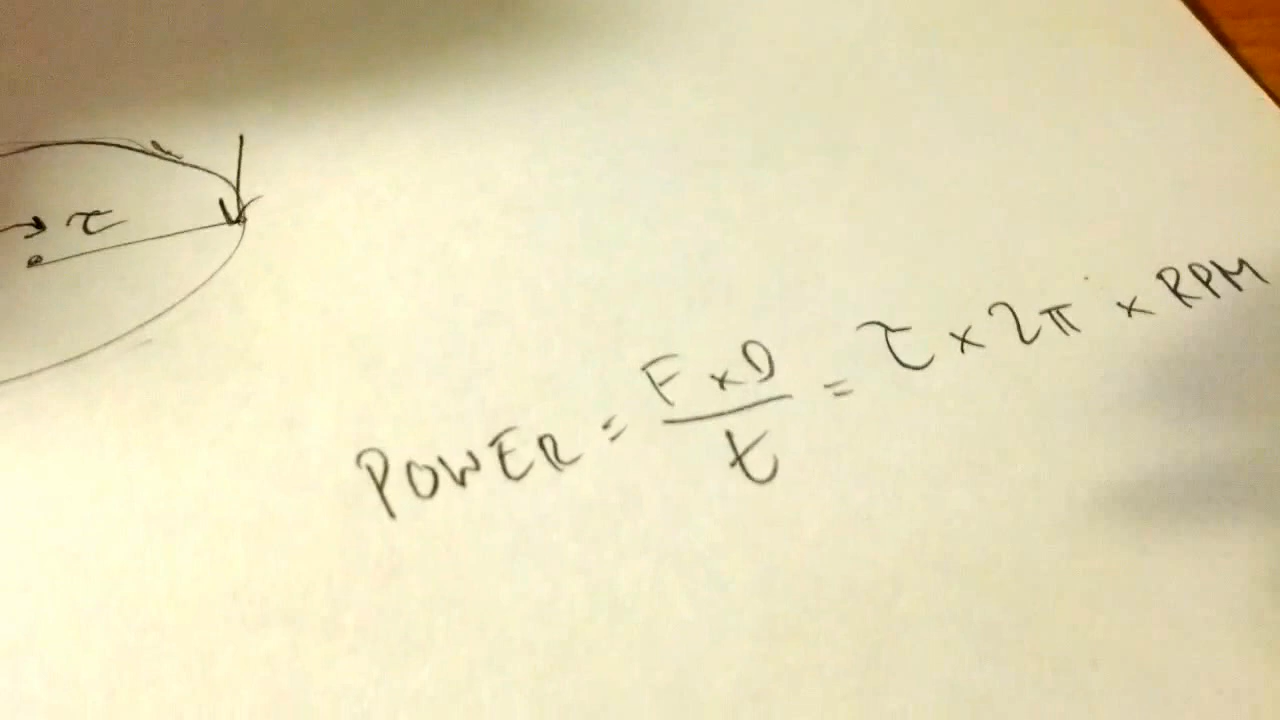 τ
POWER = F x D / t = τ x 2π x RPM